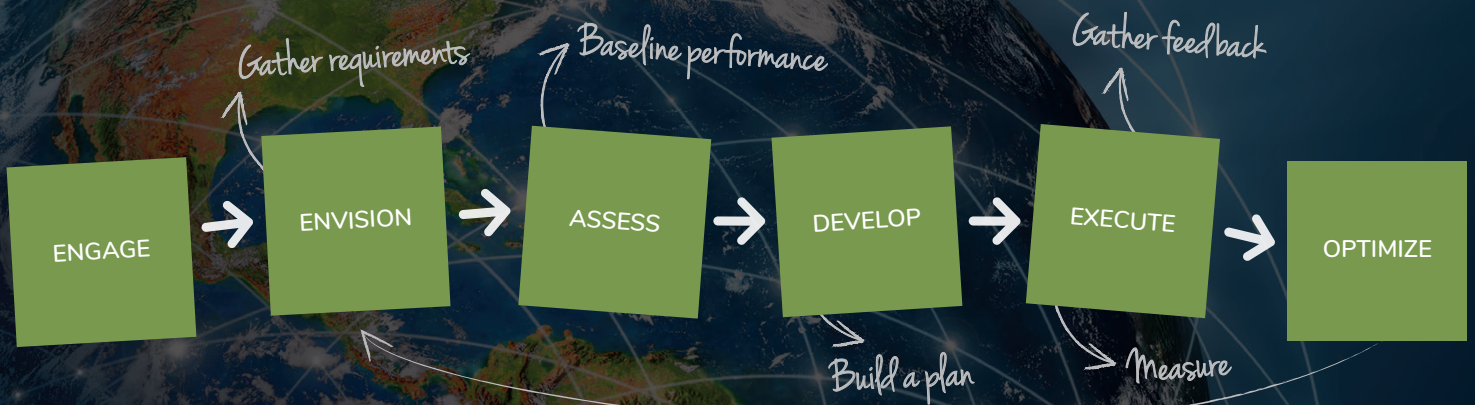 Gather requirements
Baseline performance
Gather feedback
ENGAGE
ENVISION
ASSESS
DEVELOP
EXECUTE
OPTIMIZE
Build a plan
Measure